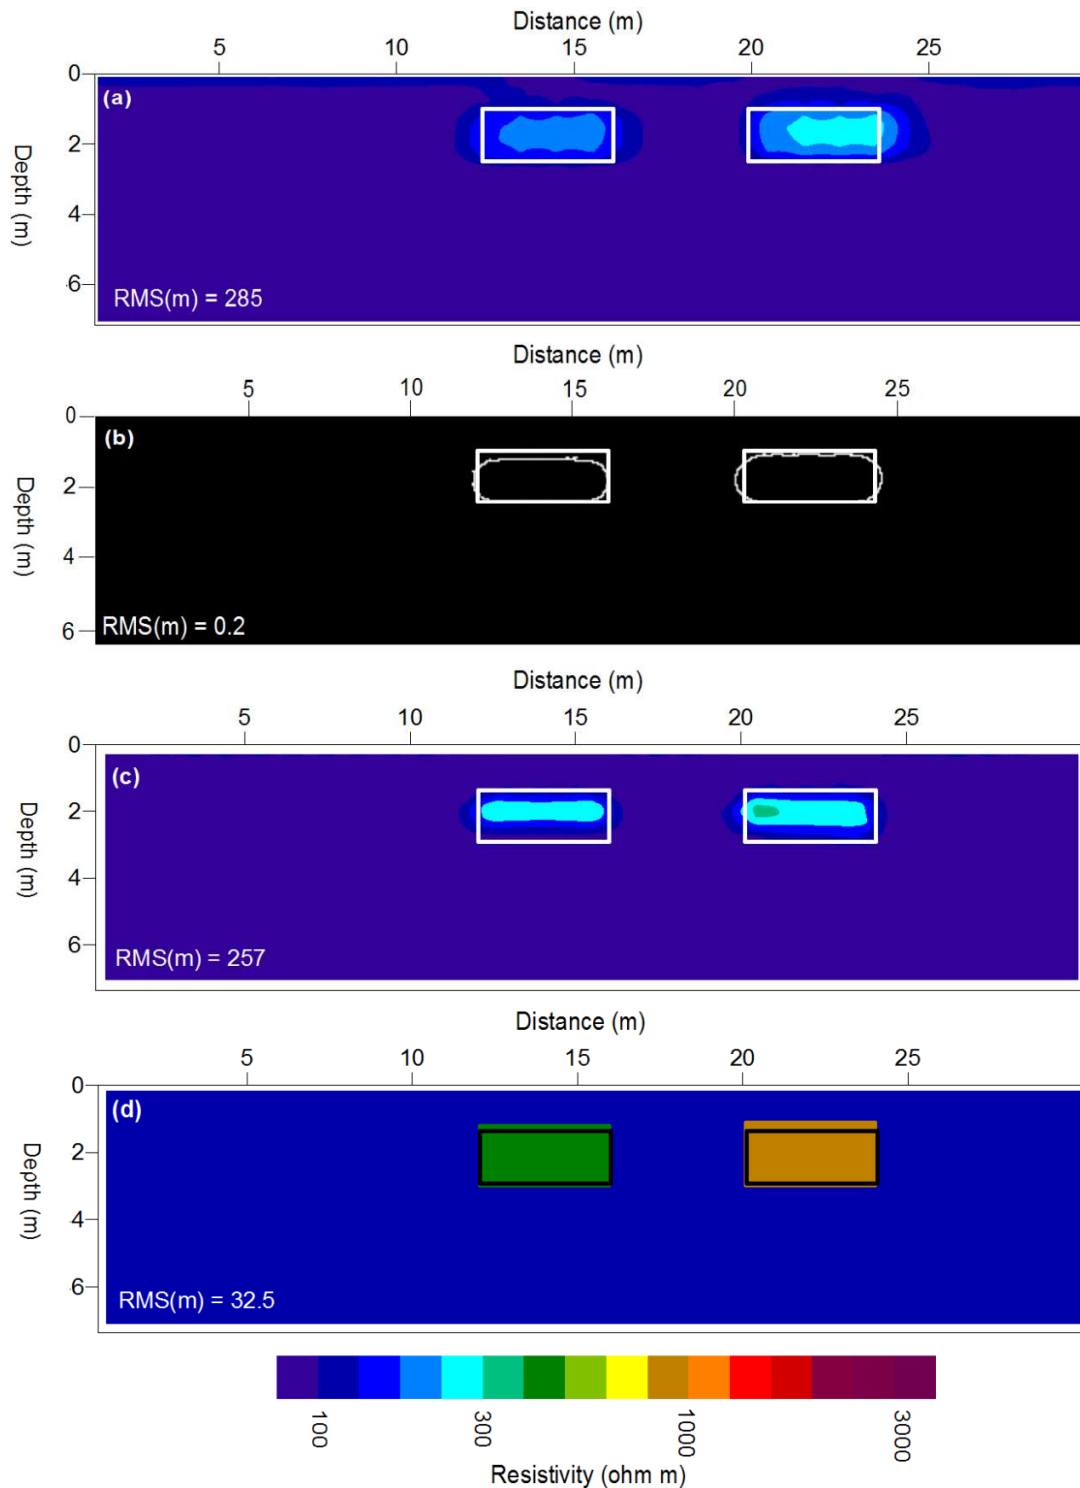 Distance (m)
5 10 15 20 25
0
(a)
2
4
6
Depth (m)
RMS(m) = 285
Distance (m)
5 10 15 20 25
0
(b)
2
4
6
Depth (m)
RMS(m) = 0.2
Distance (m)
5 10 15 20 25
0
(c)
2
4
6
Depth (m)
RMS(m) = 257
Distance (m)
5 10 15 20 25
0
(d)
2
4
6
Depth (m)
RMS(m) = 32.5
100 300 1000 3000
Resistivity (ohm m)